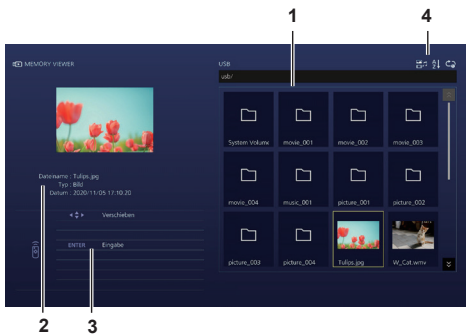 1
4
MEMORY VIEWER
USB
usb/
System Volume
movie_001
movie_002
movie_003
movie_004
music_001
picture_001
picture_002
picture_003
picture_004
Tulips.jpg
W_Cat.wmv
Dateiname : Tulips.jpg
Typ : Bild
Datum : 2020/11/05 17:10:20
Verschieben
ENTER Eingabe
2
3